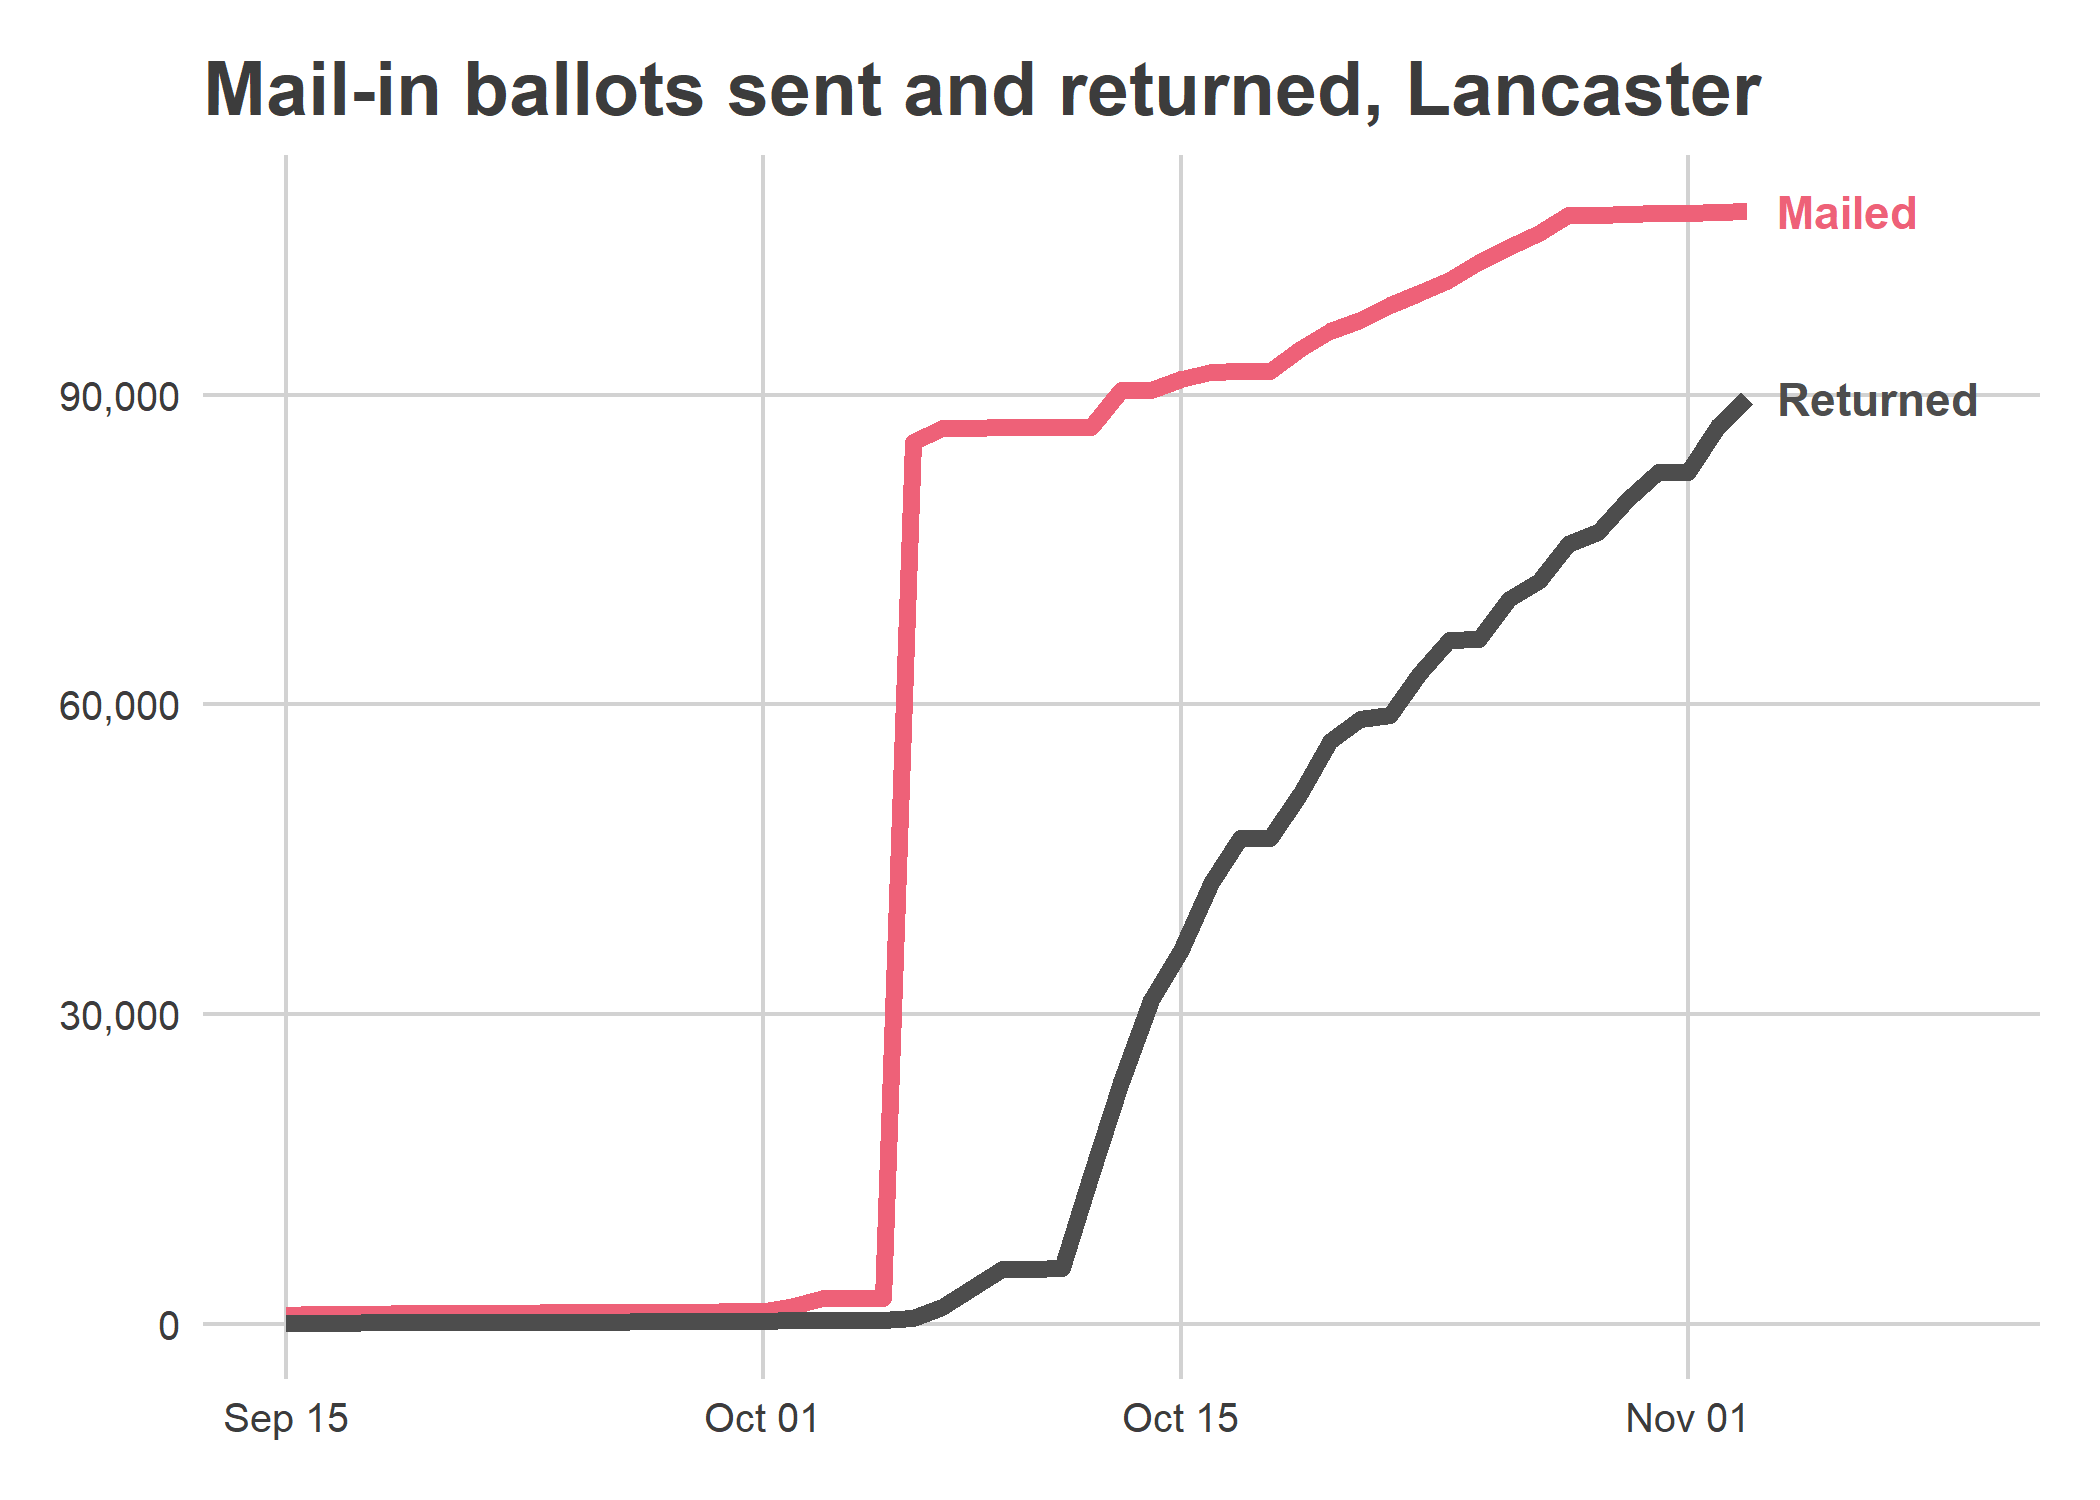 Mail-in ballots sent and returned, Lancaster
Mailed
90,000
Returned
60,000
30,000
0
Sep 15
Oct 01
Oct 15
Nov 01